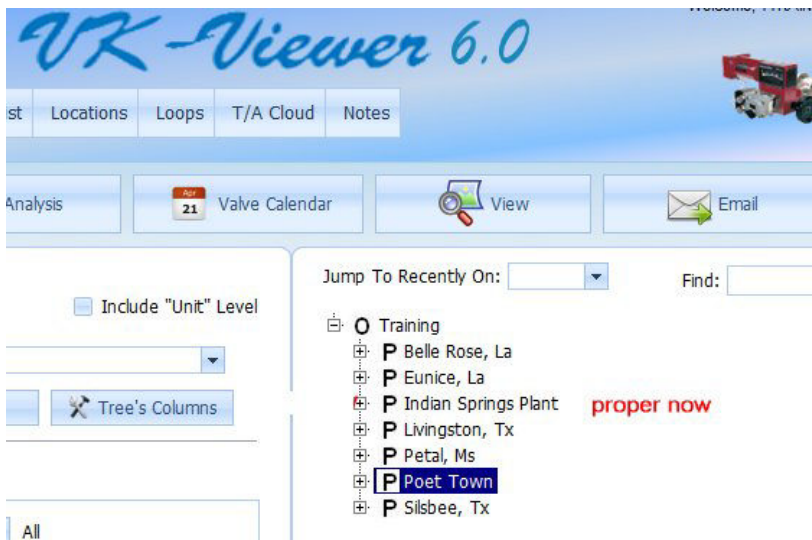 VK-Viewer 6.0
st Locations Loops T/A Cloud Notes
Analysis
Apr
21
Valve Calendar
View
Email
Include "Unit" Level
Tree's Columns
All
Jump To Recently On:
Find:
O Training
P Belle Rose, La
P Eunice, La
P Indian Springs Plant proper now
P Livingston, Tx
P Petal, Ms
P Poet Town
P Silsbee, Tx